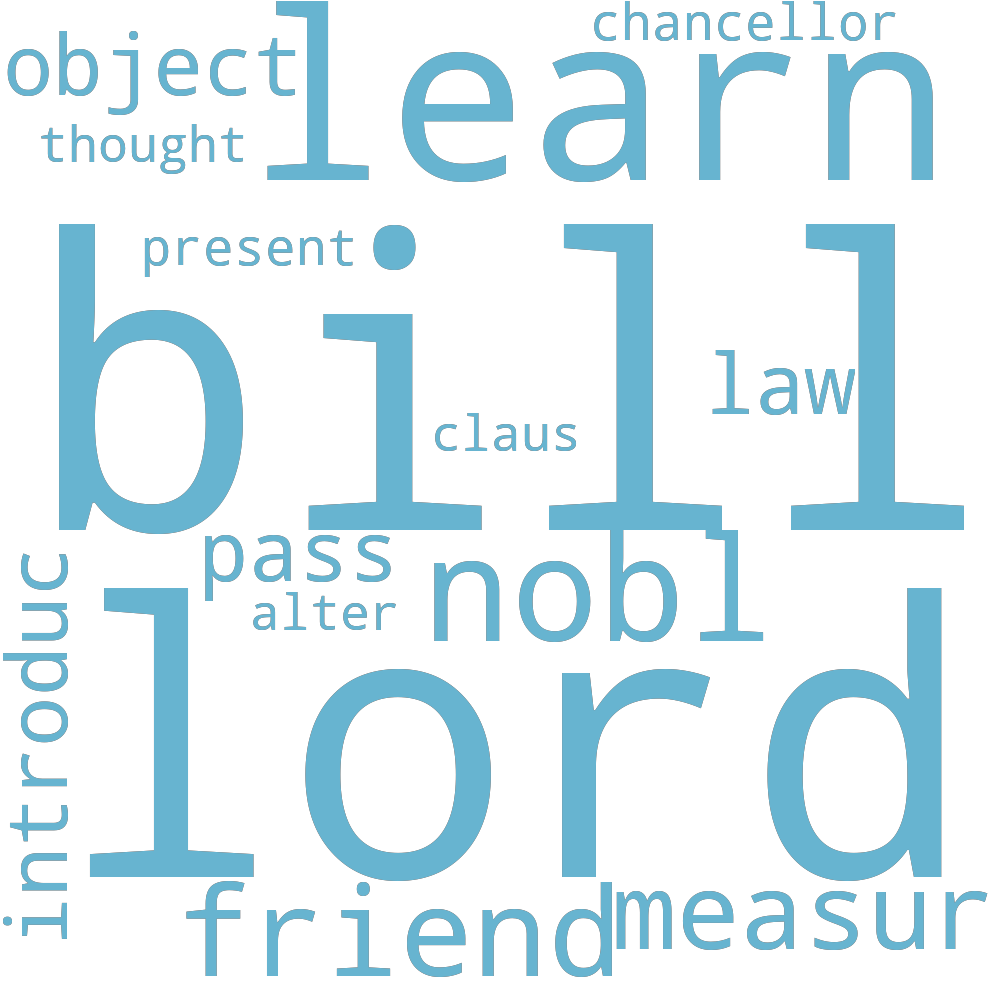 chancellor
object
learn
thought
present
bill
law
claus
pass
nobl
alter
introduc
lord
friend
measur